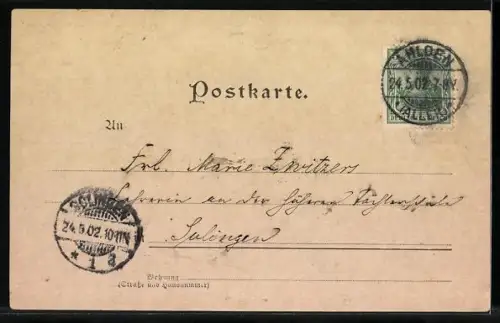 Postkarte.
AHLDEN
24.5.02.7-8V.
(ALLER)
An
Frl. Marie Zwitzers
Lehrerin an der höheren Töchterschule
Solingen
SOLINGEN
24.5.02.10-11N
* 1 a
Wohnung
(Straße und Hausnummer)